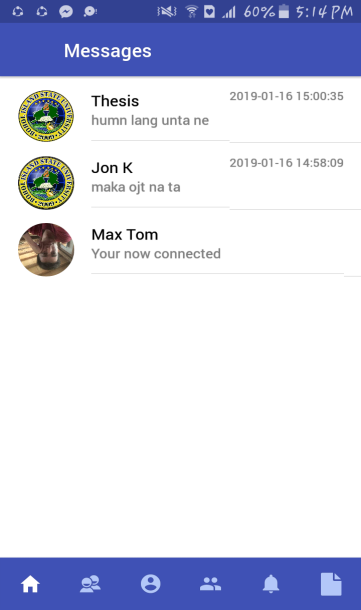 60% 5:14 PM
Messages
Thesis 2019-01-16 15:00:35
humn lang unta ne
Jon K 2019-01-16 14:58:09
maka ojt na ta
Max Tom
Your now connected